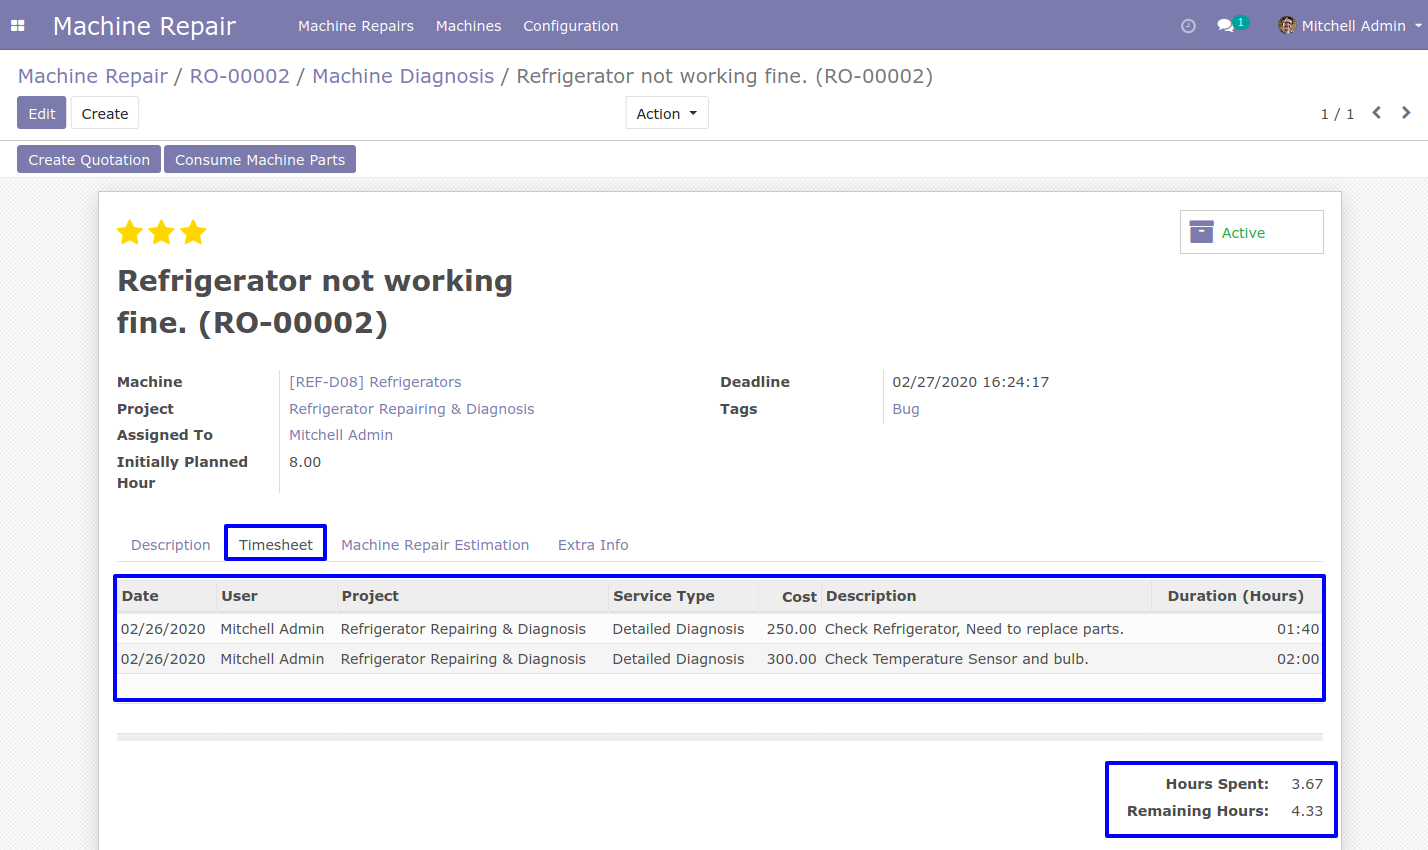 Machine Repair Machine Repairs Machines Configuration 1 Mitchell Admin
Machine Repair / RO-00002 / Machine Diagnosis / Refrigerator not working fine. (RO-00002)
Edit Create Action 1 / 1
Create Quotation Consume Machine Parts
Active
Refrigerator not working
fine. (RO-00002)
Machine [REF-D08] Refrigerators Deadline 02/27/2020 16:24:17
Project Refrigerator Repairing & Diagnosis Tags Bug
Assigned To Mitchell Admin
Initially Planned 8.00
Hour
Description Timesheet Machine Repair Estimation Extra Info
Date User Project Service Type Cost Description Duration (Hours)
02/26/2020 Mitchell Admin Refrigerator Repairing & Diagnosis Detailed Diagnosis 250.00 Check Refrigerator, Need to replace parts. 01:40
02/26/2020 Mitchell Admin Refrigerator Repairing & Diagnosis Detailed Diagnosis 300.00 Check Temperature Sensor and bulb. 02:00
Hours Spent: 3.67
Remaining Hours: 4.33